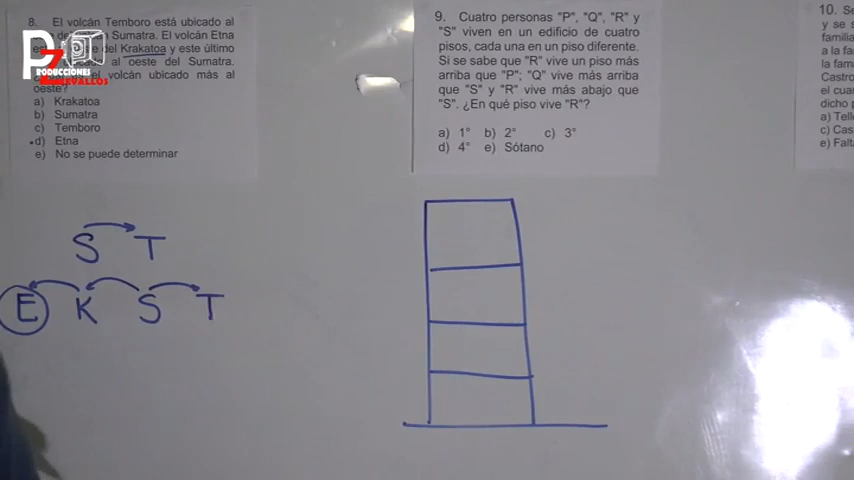 8. El volcán Temboro está ubicado al
Sumatra. El volcán Etna
del Krakatoa y este último
al oeste del Sumatra.
volcán ubicado más al
oeste?
a) Krakatoa
b) Sumatra
c) Temboro
d) Etna
e) No se puede determinar
P7
PRODUCCIONES
9. Cuatro personas "P", "Q", "R" y
"S" viven en un edificio de cuatro
pisos, cada una en un piso diferente.
Si se sabe que "R" vive un piso más
arriba que "P"; "Q" vive más arriba
que "S" y "R" vive más abajo que
"S". ¿En qué piso vive "R"?
a) 1° b) 2° c) 3°
d) 4° e) Sótano
10. Se
y se s
familia
a la fa
la fam
Castro
el cua
dicho p
a) Tell
c) Cas
e) Falt
S T
E K S T